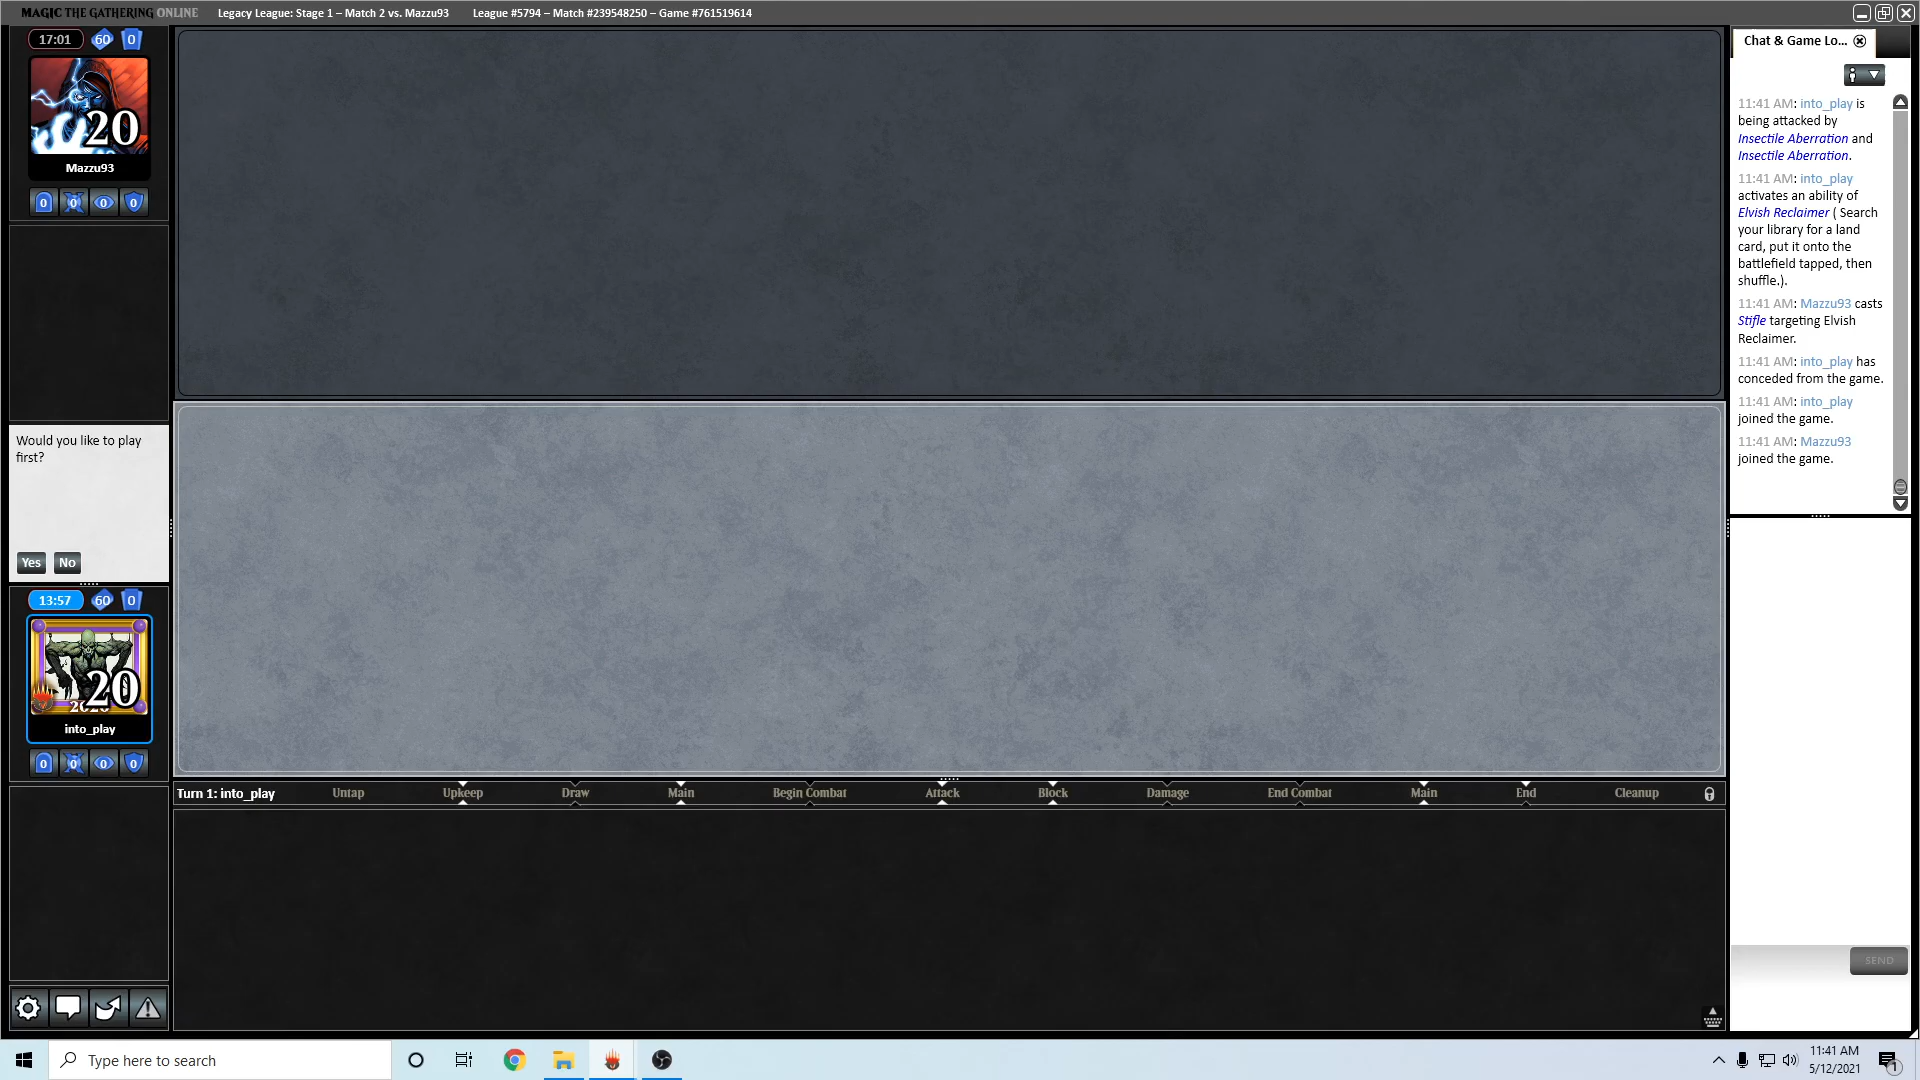 MAGIC THE GATHERING ONLINE Legacy League: Stage 1 – Match 2 vs. Mazzu93 League #5794 – Match #239548250 – Game #761519614
17:01 60 0
20
Mazzu93
0 0 0 0
Would you like to play
first?
Yes No
13:57 60 0
20
into_play
0 0 0 0
Turn 1: into_play Untap Upkeep Draw Main Begin Combat Attack Block Damage End Combat Main End Cleanup
Chat & Game Lo...
11:41 AM: into_play is
being attacked by
Insectile Aberration and
Insectile Aberration.
11:41 AM: into_play
activates an ability of
Elvish Reclaimer ( Search
your library for a land
card, put it onto the
battlefield tapped, then
shuffle.).
11:41 AM: Mazzu93 casts
Stifle targeting Elvish
Reclaimer.
11:41 AM: into_play has
conceded from the game.
11:41 AM: into_play
joined the game.
11:41 AM: Mazzu93
joined the game.
SEND
Type here to search
11:41 AM
5/12/2021
1